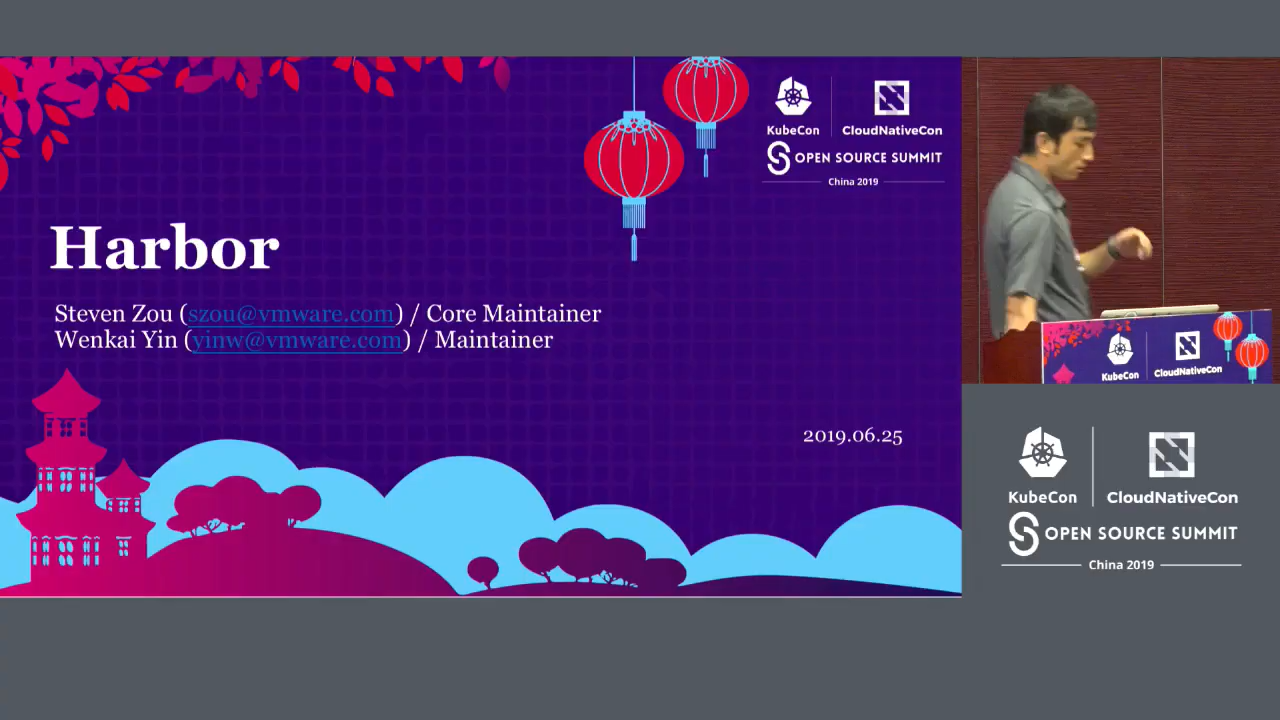 KubeCon
CloudNativeCon
OPEN SOURCE SUMMIT
China 2019
Harbor
Steven Zou (szou@vmware.com) / Core Maintainer
Wenkai Yin (yinw@vmware.com) / Maintainer
2019.06.25
KubeCon
CloudNativeCon
KubeCon
CloudNativeCon
OPEN SOURCE SUMMIT
China 2019